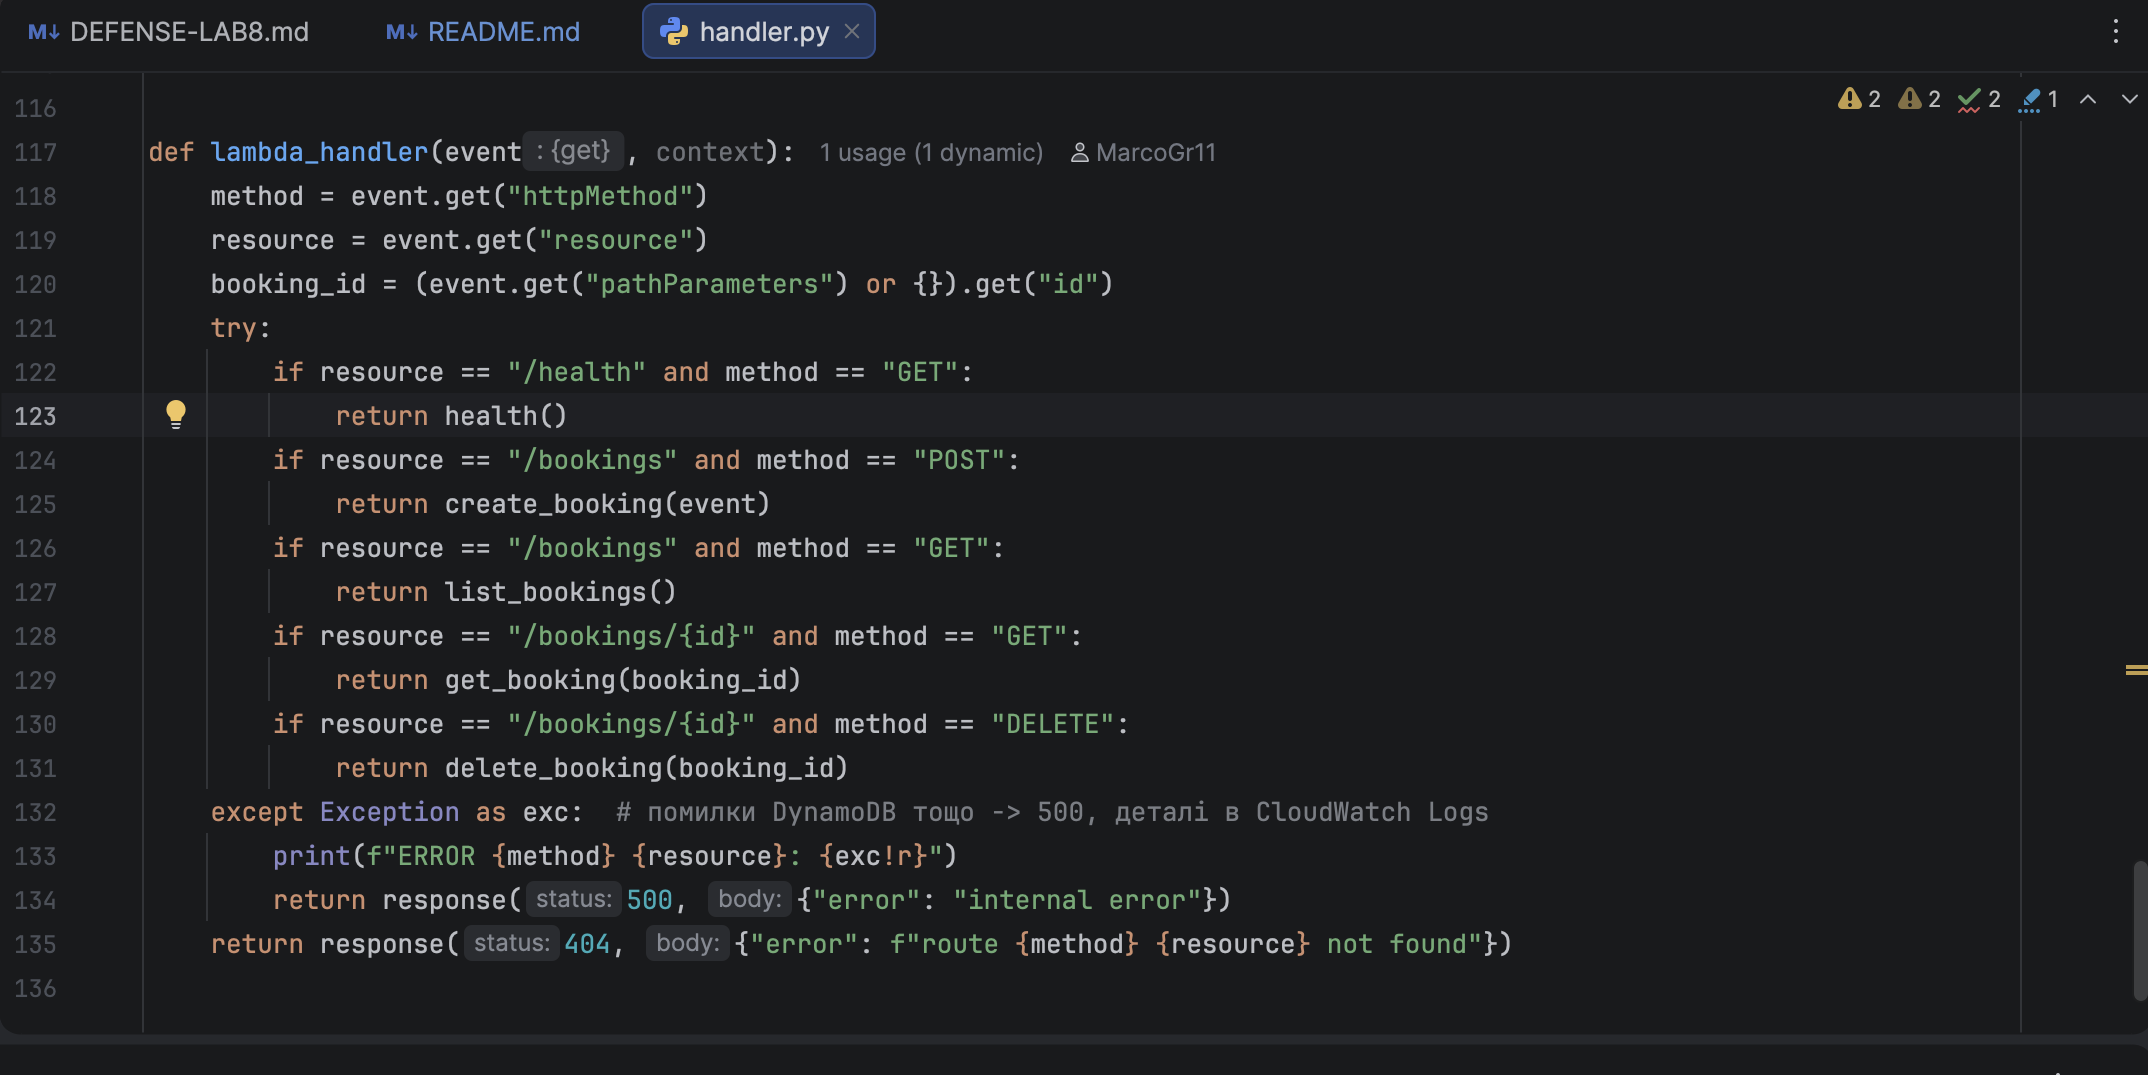 M↓ DEFENSE-LAB8.md M↓ README.md handler.py ×
2 2 2 1
116
117 def lambda_handler(event : {get} , context): 1 usage (1 dynamic) MarcoGr11
118 method = event.get("httpMethod")
119 resource = event.get("resource")
120 booking_id = (event.get("pathParameters") or {}).get("id")
121 try:
122 if resource == "/health" and method == "GET":
123 return health()
124 if resource == "/bookings" and method == "POST":
125 return create_booking(event)
126 if resource == "/bookings" and method == "GET":
127 return list_bookings()
128 if resource == "/bookings/{id}" and method == "GET":
129 return get_booking(booking_id)
130 if resource == "/bookings/{id}" and method == "DELETE":
131 return delete_booking(booking_id)
132 except Exception as exc: # помилки DynamoDB тощо -> 500, деталі в CloudWatch Logs
133 print(f"ERROR {method} {resource}: {exc!r}")
134 return response( status: 500, body: {"error": "internal error"})
135 return response( status: 404, body: {"error": f"route {method} {resource} not found"})
136